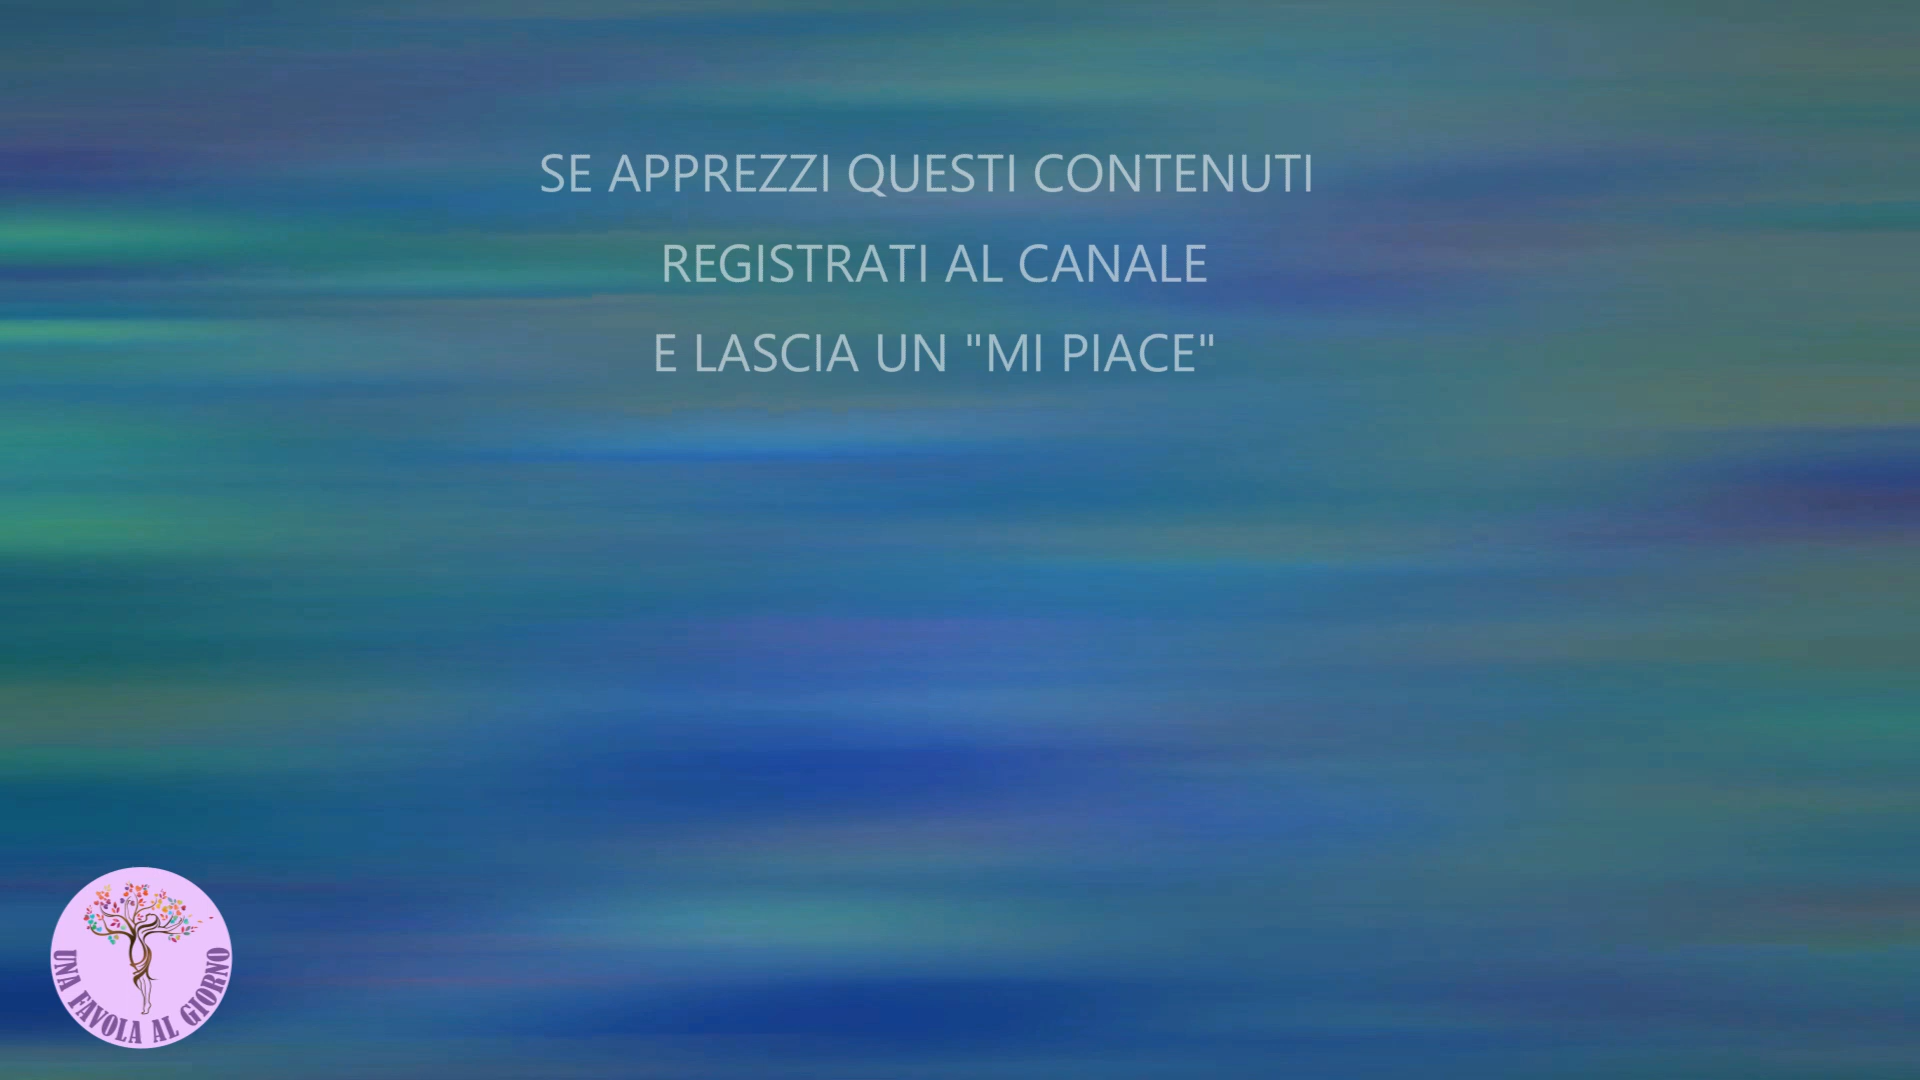 SE APPREZZI QUESTI CONTENUTI
REGISTRATI AL CANALE
E LASCIA UN "MI PIACE"
UNA FAVOLA AL GIORNO